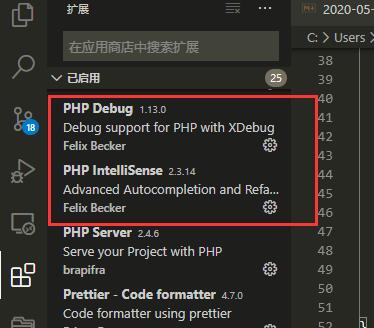 扩展
2020-05-
在应用商店中搜索扩展
C: > Users
已启用
25
PHP Debug 1.13.0
Debug support for PHP with XDebug
Felix Becker
PHP IntelliSense 2.3.14
Advanced Autocompletion and Refa...
Felix Becker
PHP Server 2.4.6
Serve your Project with PHP
brapifra
Prettier - Code formatter 4.7.0
Code formatter using prettier
18
38
39
40
41
42
43
44
45
46
47
48
49
50
51
52
}